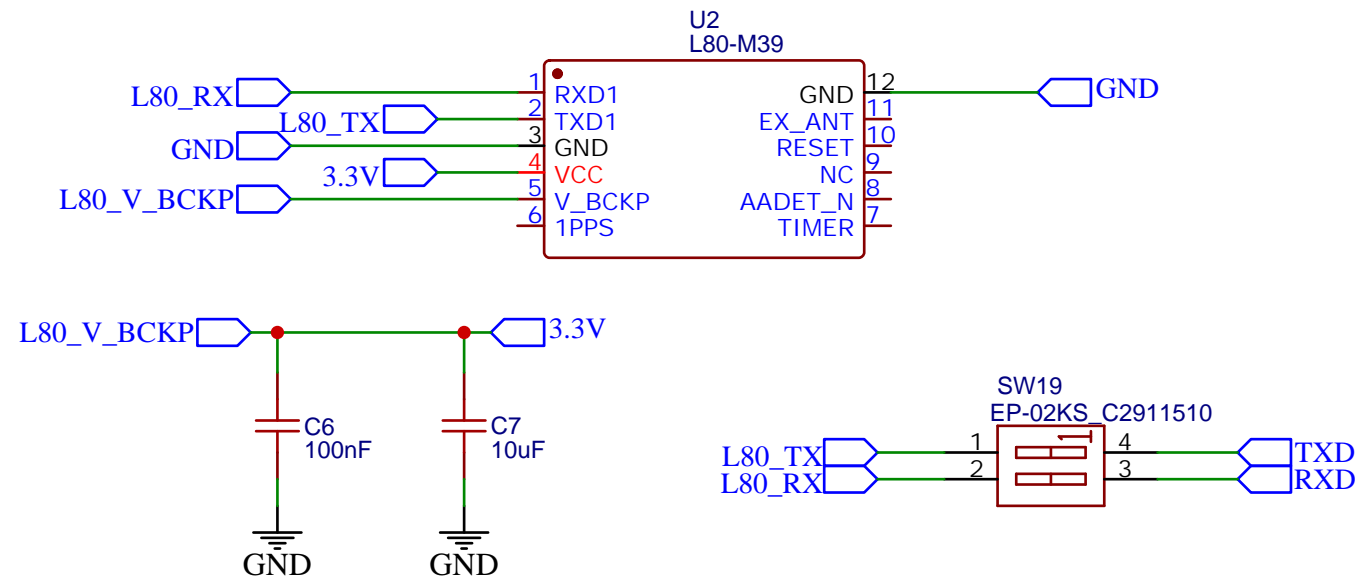 U2
L80-M39
L80_RX 1 RXD1
L80_TX 2 TXD1
GND 3 GND
3.3V 4 VCC
L80_V_BCKP 5 V_BCKP
6 1PPS
GND 12 GND
EX_ANT 11
RESET 10
NC 9
AADET_N 8
TIMER 7
L80_V_BCKP 3.3V
C6
100nF
C7
10uF
GND GND
SW19
EP-02KS_C2911510
L80_TX 1 4 TXD
L80_RX 2 3 RXD
1